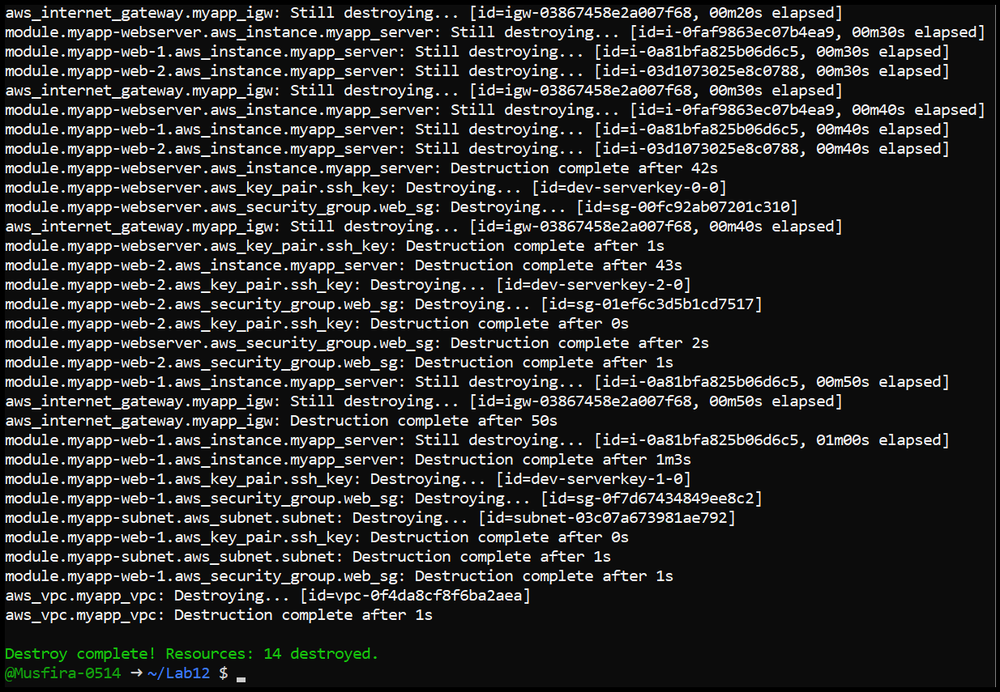 aws_internet_gateway.myapp_igw: Still destroying... [id=igw-03867458e2a007f68, 00m20s elapsed]
module.myapp-webserver.aws_instance.myapp_server: Still destroying... [id=i-0faf9863ec07b4ea9, 00m30s elapsed]
module.myapp-web-1.aws_instance.myapp_server: Still destroying... [id=i-0a81bfa825b06d6c5, 00m30s elapsed]
module.myapp-web-2.aws_instance.myapp_server: Still destroying... [id=i-03d1073025e8c0788, 00m30s elapsed]
aws_internet_gateway.myapp_igw: Still destroying... [id=igw-03867458e2a007f68, 00m30s elapsed]
module.myapp-webserver.aws_instance.myapp_server: Still destroying... [id=i-0faf9863ec07b4ea9, 00m40s elapsed]
module.myapp-web-1.aws_instance.myapp_server: Still destroying... [id=i-0a81bfa825b06d6c5, 00m40s elapsed]
module.myapp-web-2.aws_instance.myapp_server: Still destroying... [id=i-03d1073025e8c0788, 00m40s elapsed]
module.myapp-webserver.aws_instance.myapp_server: Destruction complete after 42s
module.myapp-webserver.aws_key_pair.ssh_key: Destroying... [id=dev-serverkey-0-0]
module.myapp-webserver.aws_security_group.web_sg: Destroying... [id=sg-00fc92ab07201c310]
aws_internet_gateway.myapp_igw: Still destroying... [id=igw-03867458e2a007f68, 00m40s elapsed]
module.myapp-webserver.aws_key_pair.ssh_key: Destruction complete after 1s
module.myapp-web-2.aws_instance.myapp_server: Destruction complete after 43s
module.myapp-web-2.aws_key_pair.ssh_key: Destroying... [id=dev-serverkey-2-0]
module.myapp-web-2.aws_security_group.web_sg: Destroying... [id=sg-01ef6c3d5b1cd7517]
module.myapp-web-2.aws_key_pair.ssh_key: Destruction complete after 0s
module.myapp-webserver.aws_security_group.web_sg: Destruction complete after 2s
module.myapp-web-2.aws_security_group.web_sg: Destruction complete after 1s
module.myapp-web-1.aws_instance.myapp_server: Still destroying... [id=i-0a81bfa825b06d6c5, 00m50s elapsed]
aws_internet_gateway.myapp_igw: Still destroying... [id=igw-03867458e2a007f68, 00m50s elapsed]
aws_internet_gateway.myapp_igw: Destruction complete after 50s
module.myapp-web-1.aws_instance.myapp_server: Still destroying... [id=i-0a81bfa825b06d6c5, 01m00s elapsed]
module.myapp-web-1.aws_instance.myapp_server: Destruction complete after 1m3s
module.myapp-web-1.aws_key_pair.ssh_key: Destroying... [id=dev-serverkey-1-0]
module.myapp-web-1.aws_security_group.web_sg: Destroying... [id=sg-0f7d67434849ee8c2]
module.myapp-subnet.aws_subnet.subnet: Destroying... [id=subnet-03c07a673981ae792]
module.myapp-web-1.aws_key_pair.ssh_key: Destruction complete after 0s
module.myapp-subnet.aws_subnet.subnet: Destruction complete after 1s
module.myapp-web-1.aws_security_group.web_sg: Destruction complete after 1s
aws_vpc.myapp_vpc: Destroying... [id=vpc-0f4da8cf8f6ba2aea]
aws_vpc.myapp_vpc: Destruction complete after 1s
Destroy complete! Resources: 14 destroyed.
@Musfira-0514 → ~/Lab12 $